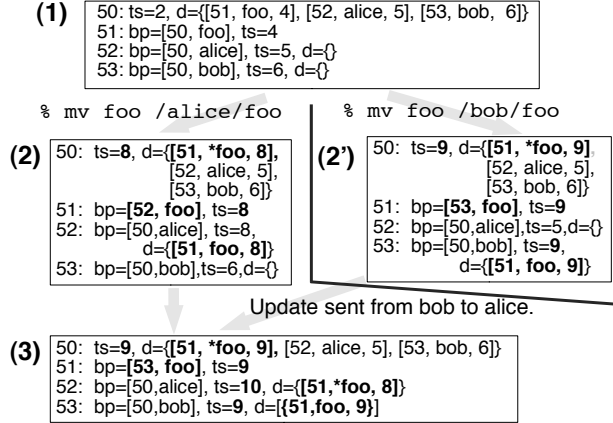 (1)
50: ts=2, d={[51, foo, 4], [52, alice, 5], [53, bob, 6]}
51: bp=[50, foo], ts=4
52: bp=[50, alice], ts=5, d={}
53: bp=[50, bob], ts=6, d={}
% mv foo /alice/foo
% mv foo /bob/foo
(2)
50: ts=8, d={[51, *foo, 8],
[52, alice, 5],
[53, bob, 6]}
51: bp=[52, foo], ts=8
52: bp=[50,alice], ts=8,
d={[51, foo, 8]}
53: bp=[50,bob],ts=6,d={}
(2')
50: ts=9, d={[51, *foo, 9],
[52, alice, 5],
[53, bob, 6]}
51: bp=[53, foo], ts=9
52: bp=[50,alice],ts=5,d={}
53: bp=[50,bob], ts=9,
d={[51, foo, 9]}
Update sent from bob to alice.
(3)
50: ts=9, d={[51, *foo, 9], [52, alice, 5], [53, bob, 6]}
51: bp=[53, foo], ts=9
52: bp=[50,alice], ts=10, d={[51,*foo, 8]}
53: bp=[50,bob], ts=9, d=[{51,foo, 9}]